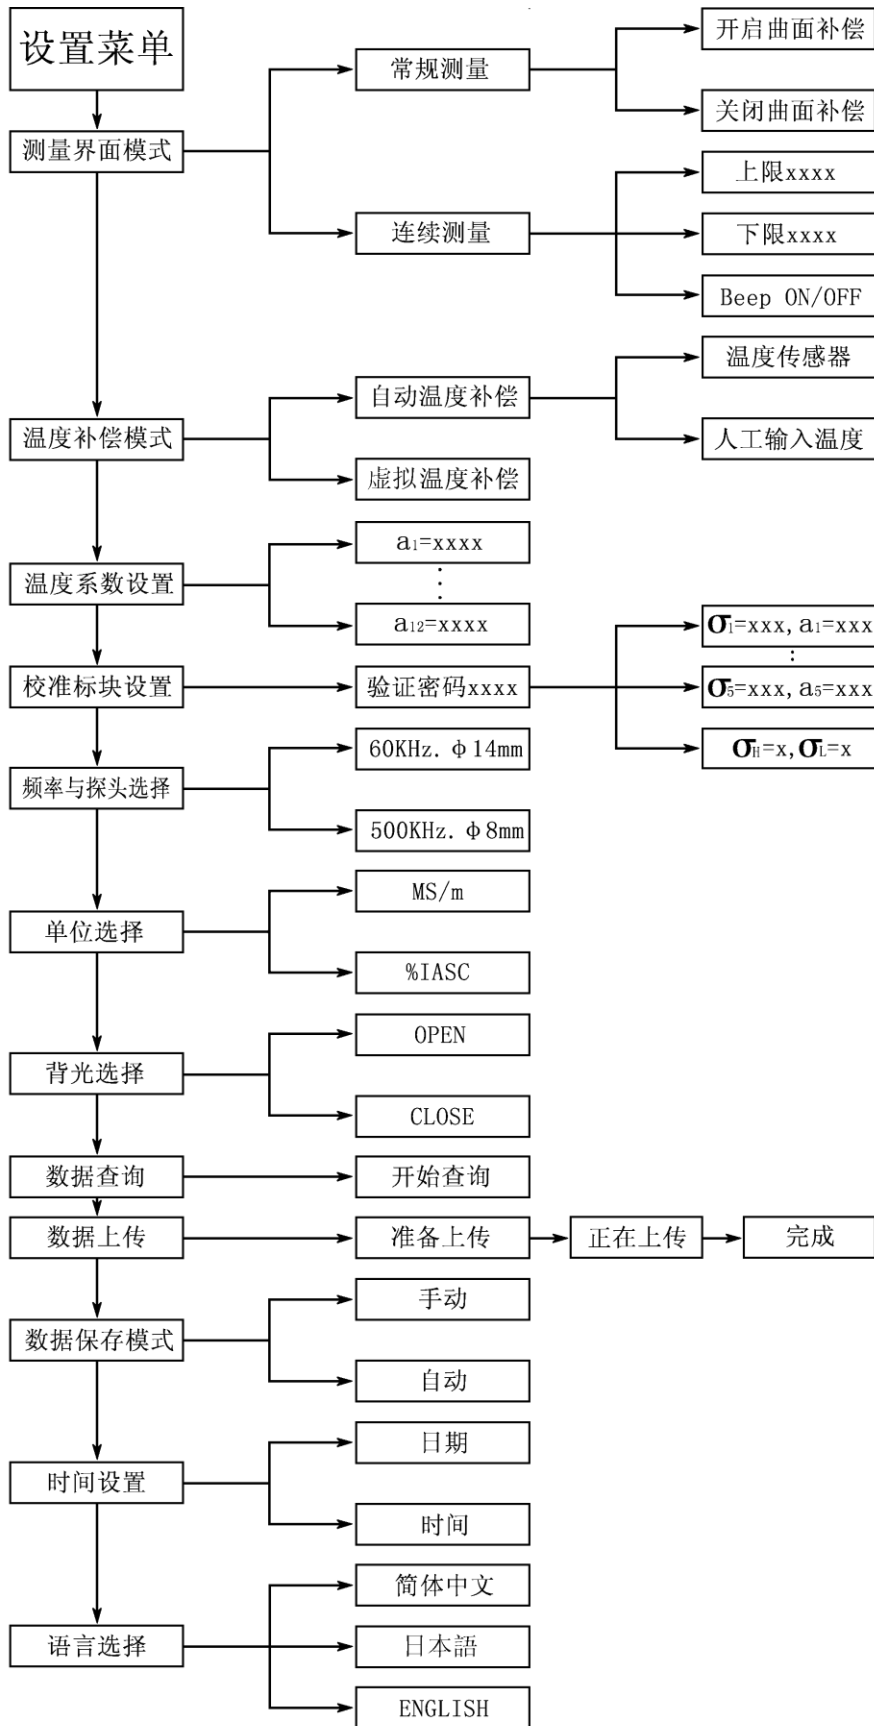 设置菜单
测量界面模式
常规测量
开启曲面补偿
关闭曲面补偿
连续测量
上限xxxx
下限xxxx
Beep ON/OFF
温度补偿模式
自动温度补偿
温度传感器
人工输入温度
虚拟温度补偿
温度系数设置
a₁=xxxx
⋮
a₁₂=xxxx
校准标块设置
验证密码xxxx
σ₁=xxx, a₁=xxx
⋮
σ₅=xxx, a₅=xxx
σH=x, σL=x
频率与探头选择
60KHz. φ14mm
500KHz. φ8mm
单位选择
MS/m
%IASC
背光选择
OPEN
CLOSE
数据查询
开始查询
数据上传
准备上传
正在上传
完成
数据保存模式
手动
自动
时间设置
日期
时间
语言选择
简体中文
日本語
ENGLISH